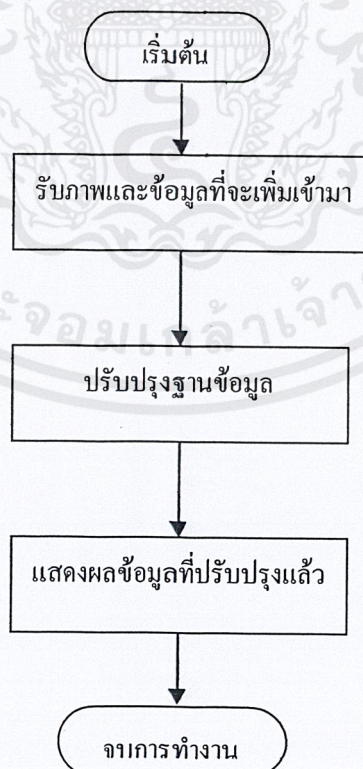 เริ่มต้น
รับภาพและข้อมูลที่จะเพิ่มเข้ามา
ปรับปรุงฐานข้อมูล
แสดงผลข้อมูลที่ปรับปรุงแล้ว
จบการทำงาน